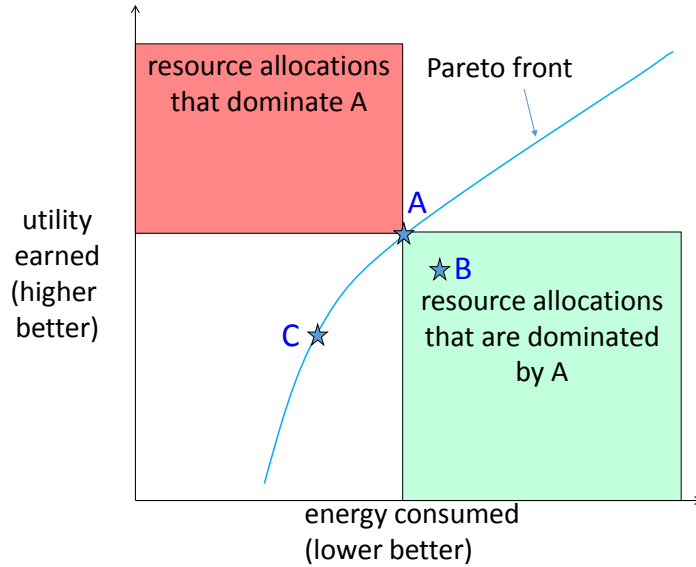 resource allocations
that dominate A
Pareto front
A
utility
earned
(higher
better)
B
resource allocations
that are dominated
by A
C
energy consumed
(lower better)